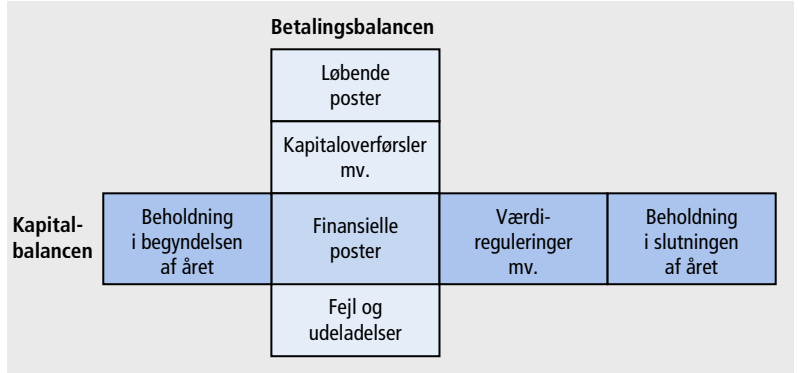 Betalingsbalancen
Løbende
poster
Kapitaloverførsler
mv.
Kapital-
balancen
Beholdning
i begyndelsen
af året
Finansielle
poster
Værdi-
reguleringer
mv.
Beholdning
i slutningen
af året
Fejl og
udeladelser